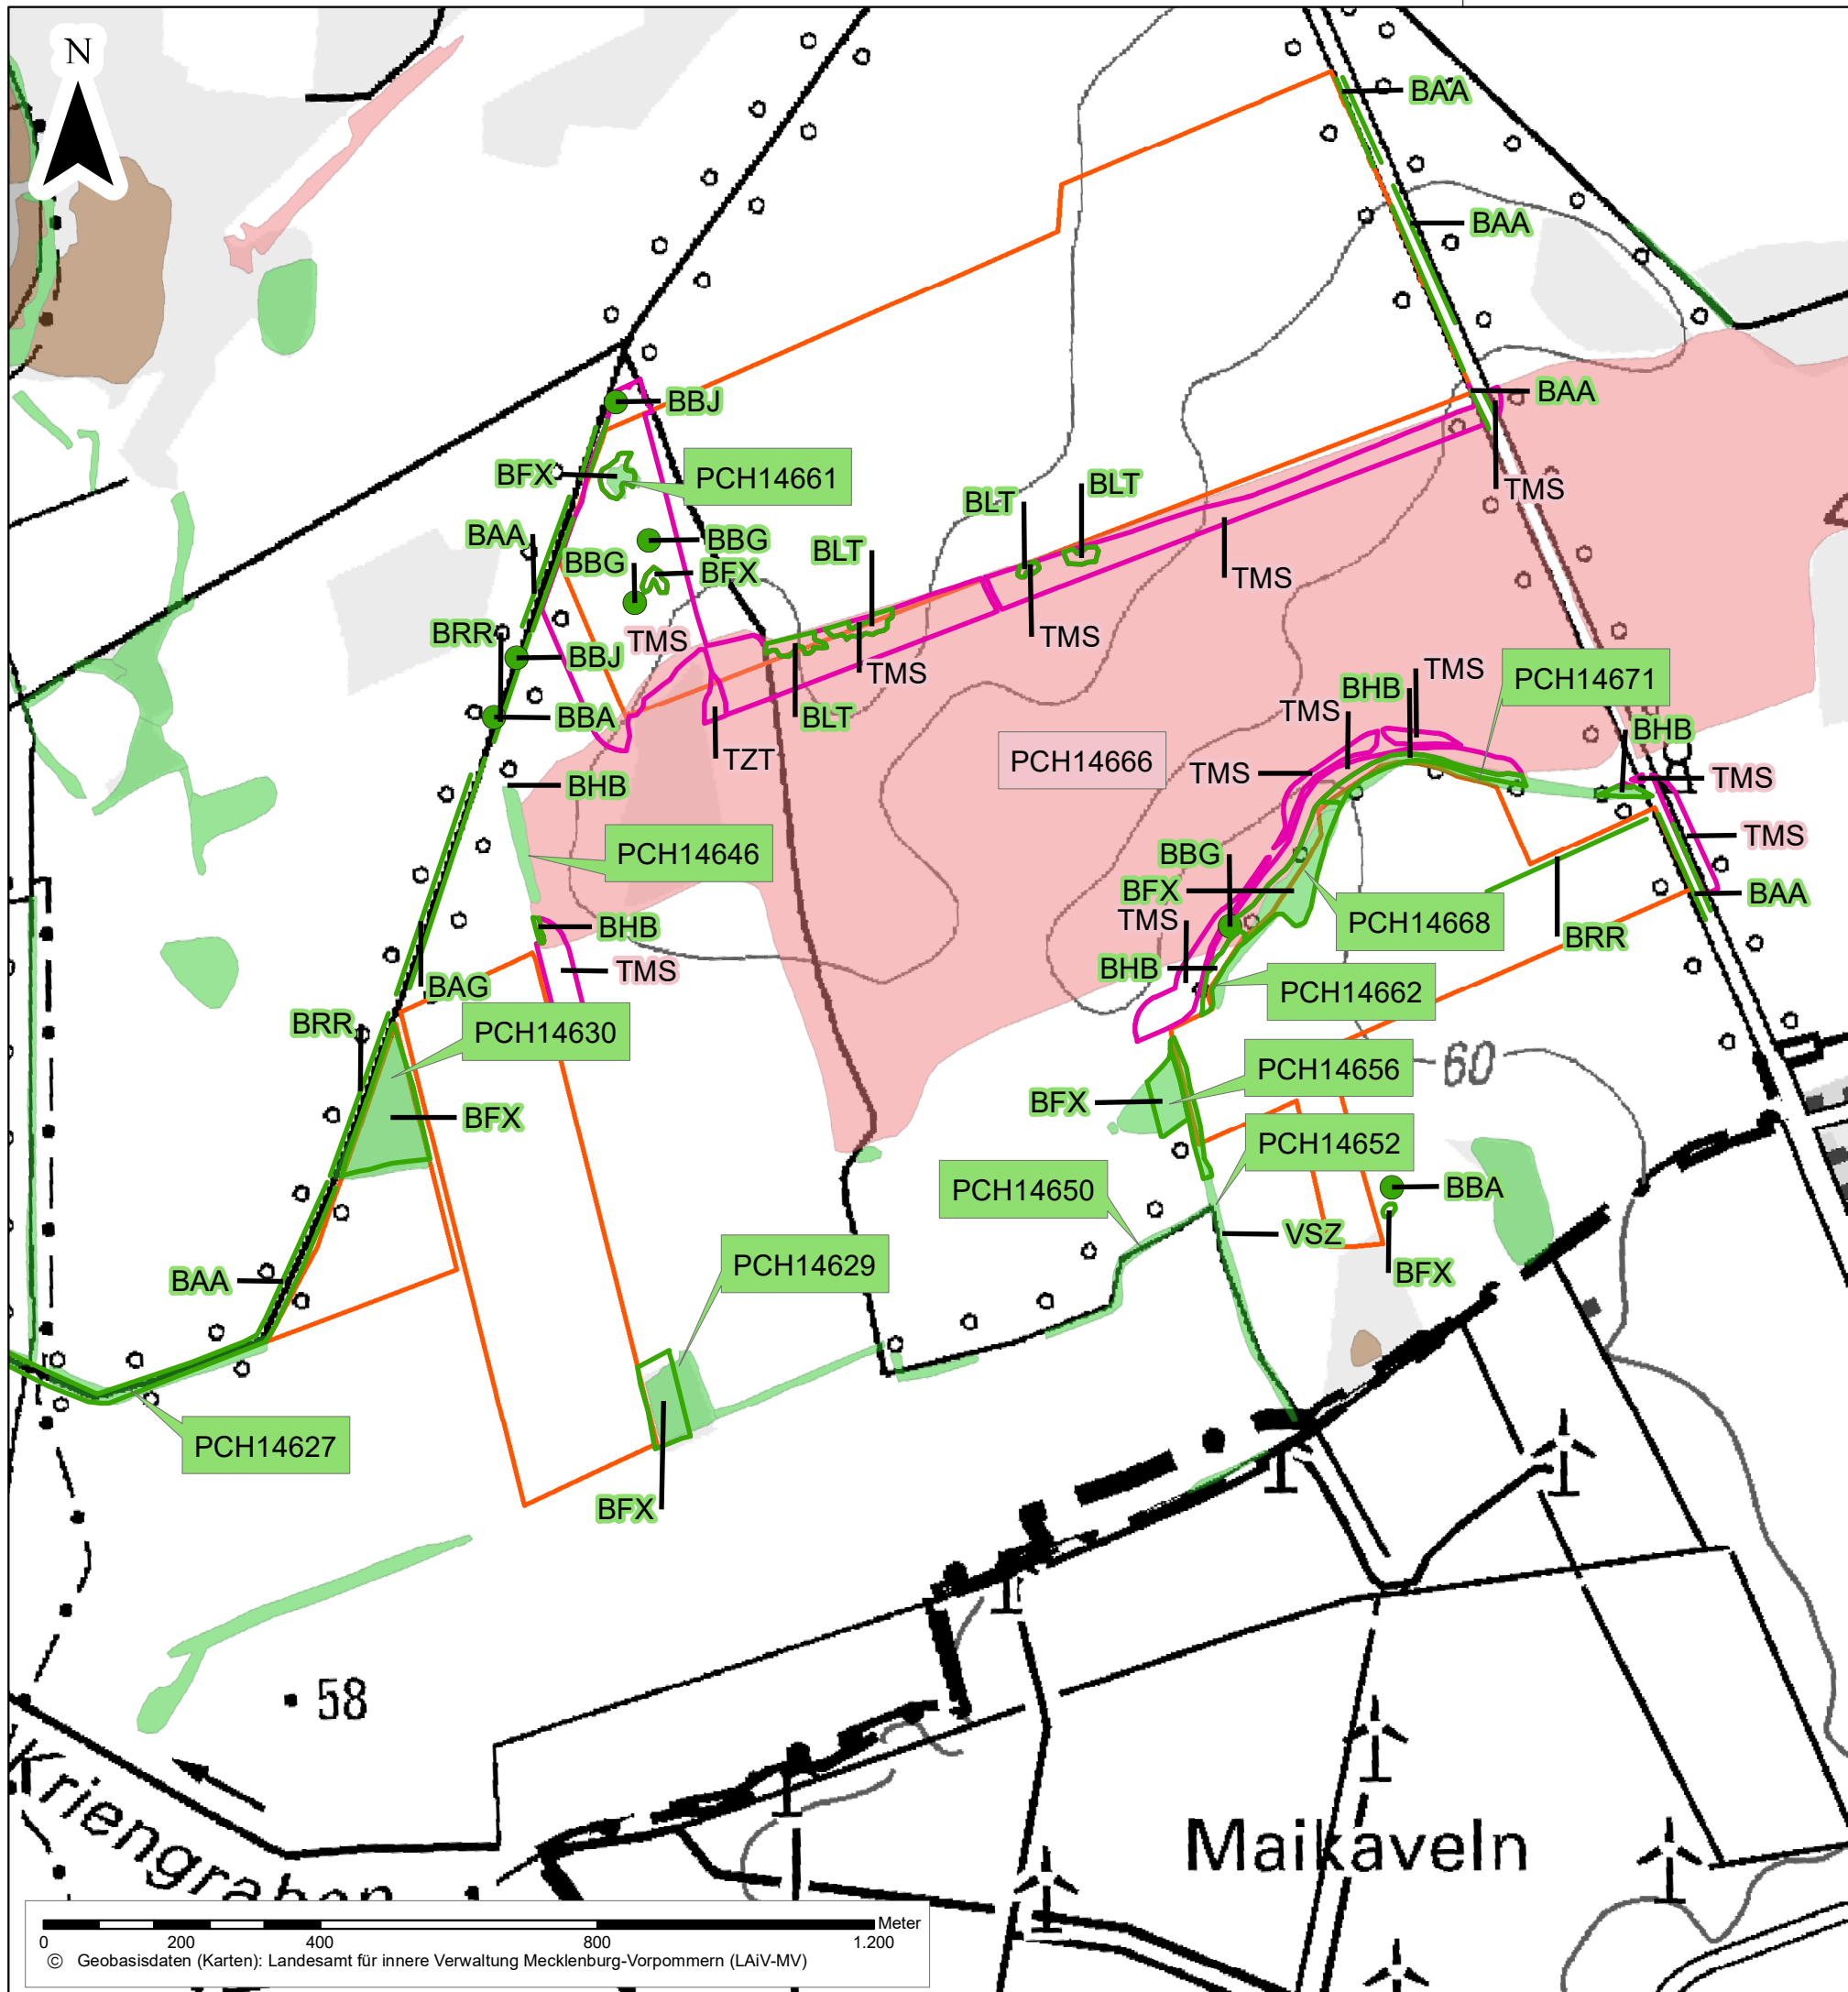 N
BAA
BAA
BAA
BBJ
BFX
PCH14661
BLT
BLT
TMS
BAA
BBG
BBG
BLT
BFX
TMS
BRR
TMS
TMS
BBJ
TMS
TMS
BHB
PCH14671
BBA
BLT
TMS
BHB
TZT
PCH14666
TMS
TMS
BHB
TMS
PCH14646
BBG
BFX
BAA
TMS
PCH14668
BHB
BRR
TMS
BHB
BAG
PCH14662
BRR
PCH14630
60
PCH14656
BFX
BFX
PCH14652
PCH14650
BBA
VSZ
BFX
PCH14629
BAA
PCH14627
BFX
58
Kriengraben
Maikaveln
Meter
0 200 400 800 1.200
© Geobasisdaten (Karten): Landesamt für innere Verwaltung Mecklenburg-Vorpommern (LAiV-MV)